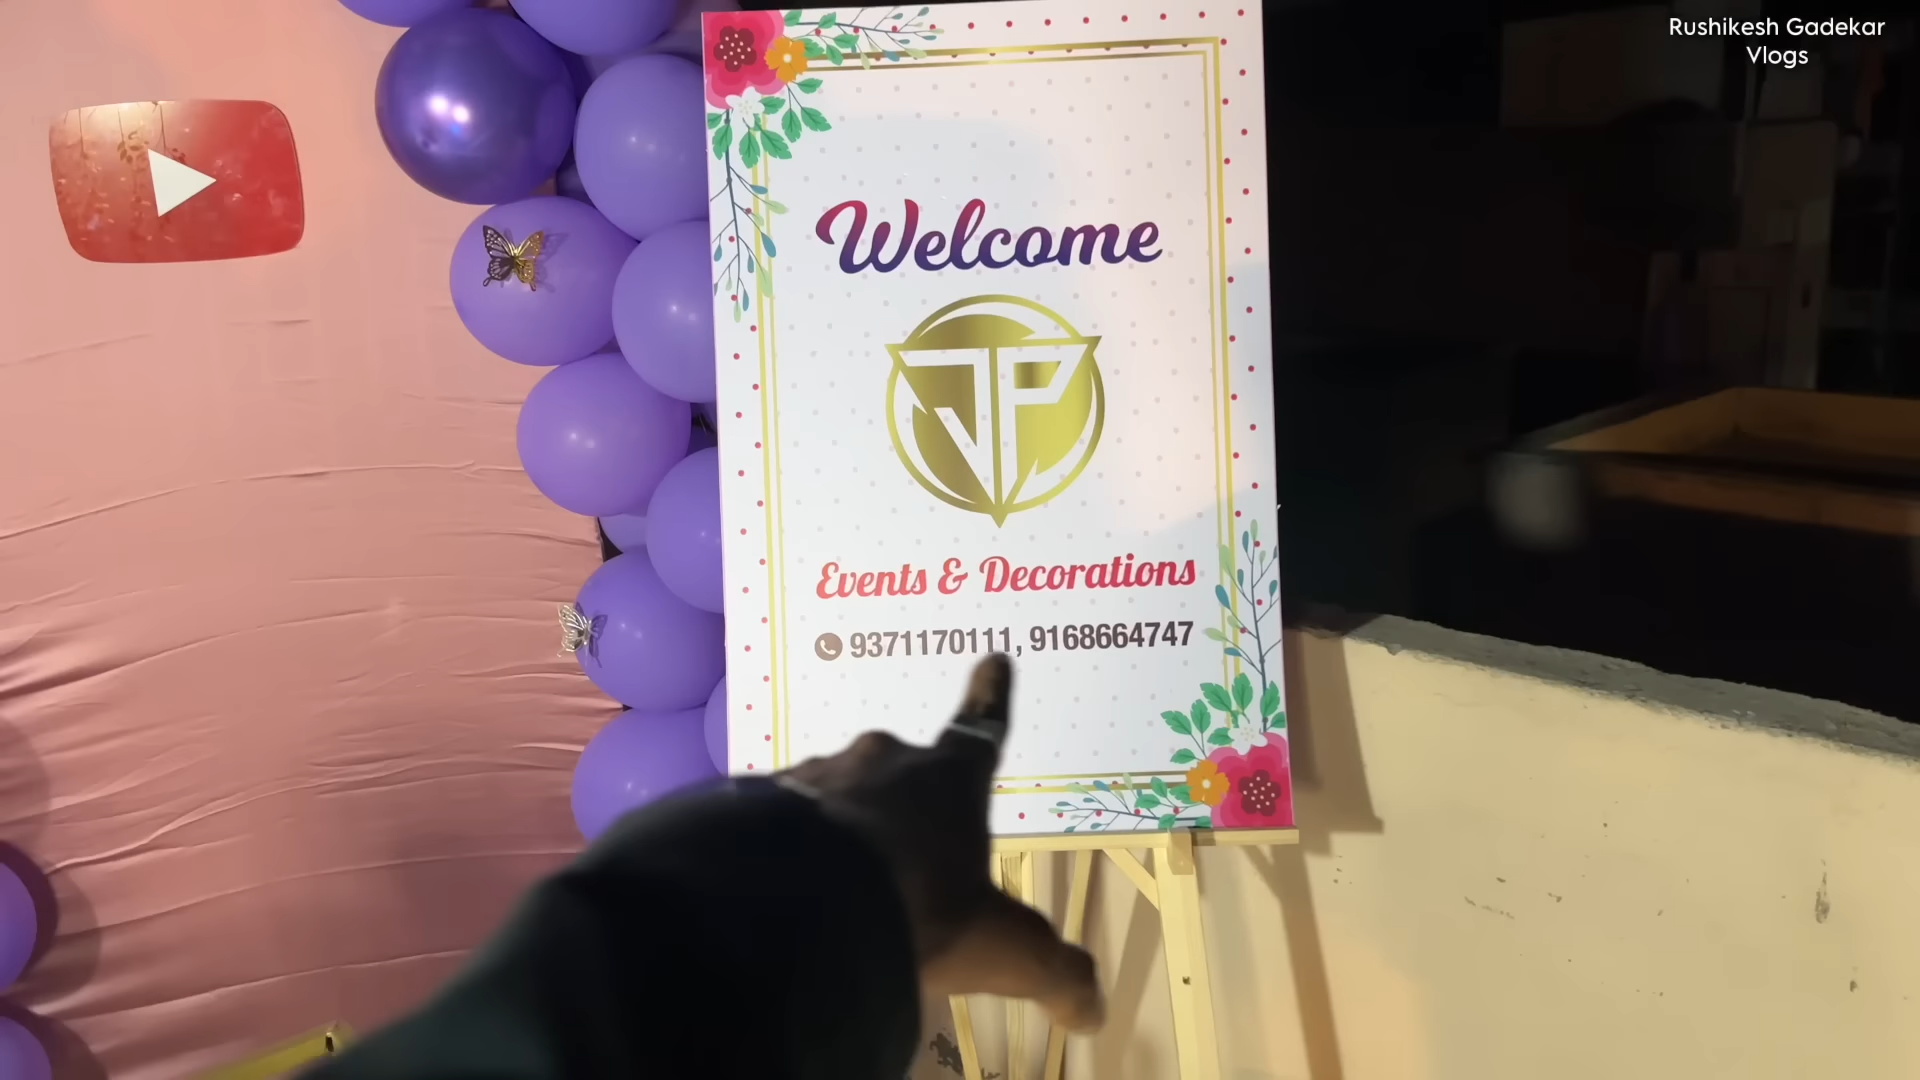 Rushikesh Gadekar
Vlogs
Welcome
JP
Events & Decorations
9371170111, 9168664747